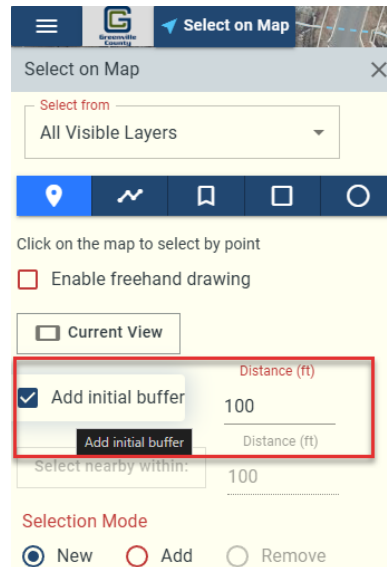 Greenville
County
Select on Map
Select on Map
Select from
All Visible Layers
Click on the map to select by point
Enable freehand drawing
Current View
Distance (ft)
Add initial buffer
100
Add initial buffer
Distance (ft)
Select nearby within:
100
Selection Mode
New Add Remove